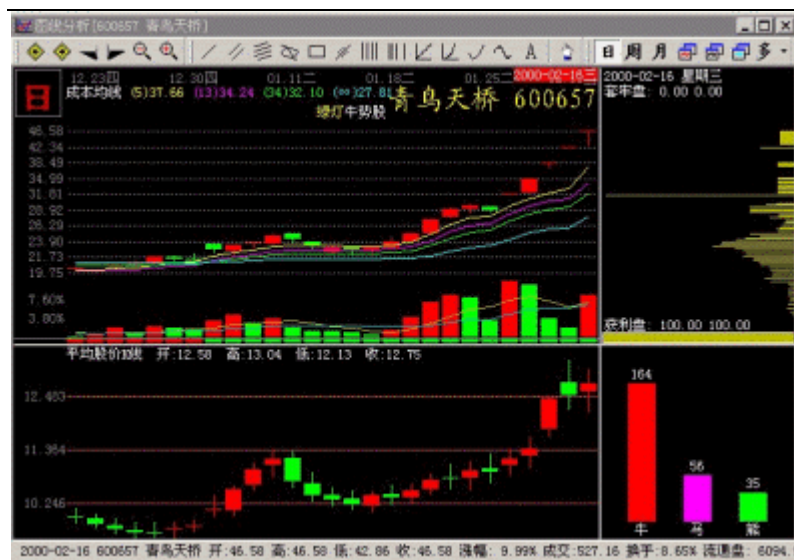 图线分析[600657 青鸟天桥]
日 周 月 多
日
12.23四 12.30四 01.11二 01.18二 01.25二 2000-02-16三
成本均线 (5)37.66 (13)34.24 (34)32.10 (∞)27.81
青鸟天桥 600657
绿灯牛势股
46.58
42.34
38.49
34.99
31.81
28.92
26.29
23.90
21.73
19.75
7.60%
3.80%
2000-02-16 星期三
套牢盘: 0.00 0.00
获利盘: 100.00 100.00
平均股价K线 开:12.58 高:13.04 低:12.13 收:12.75
12.483
11.364
10.246
164
56
35
牛 马 熊
2000-02-16 600657 青鸟天桥 开:46.58 高:46.58 低:42.86 收:46.58 涨幅: 9.99% 成交:527.16 换手:8.65% 流通盘: 6094.